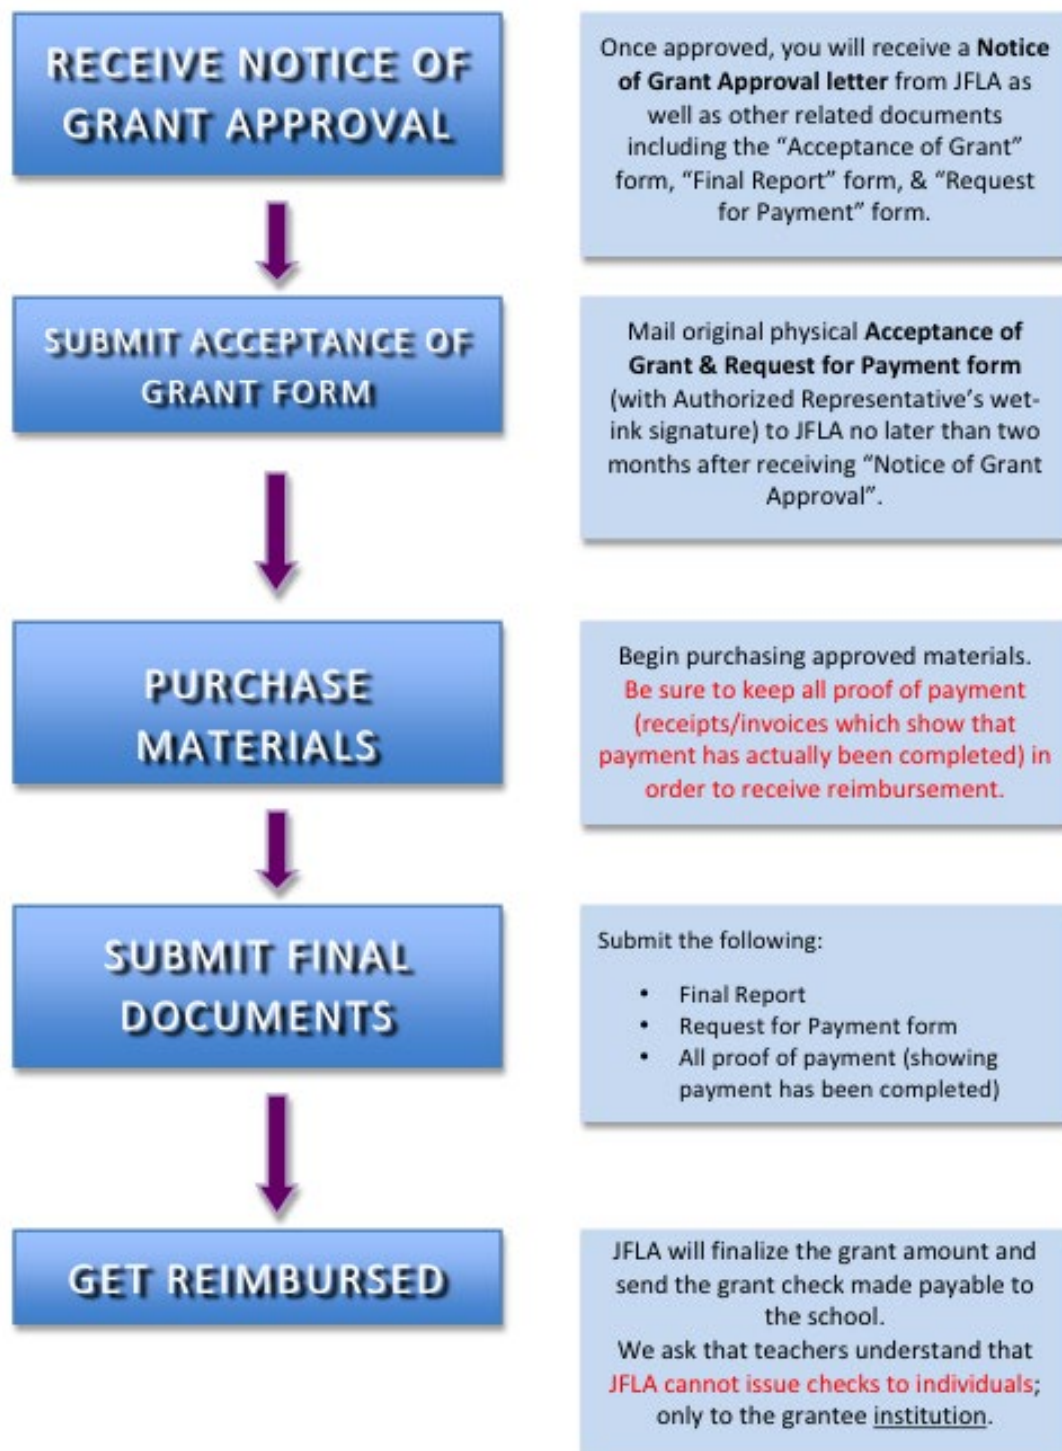 RECEIVE NOTICE OF
GRANT APPROVAL
Once approved, you will receive a Notice
of Grant Approval letter from JFLA as
well as other related documents
including the “Acceptance of Grant”
form, “Final Report” form, & “Request
for Payment” form.
SUBMIT ACCEPTANCE OF
GRANT FORM
Mail original physical Acceptance of
Grant & Request for Payment form
(with Authorized Representative’s wet-
ink signature) to JFLA no later than two
months after receiving “Notice of Grant
Approval”.
PURCHASE
MATERIALS
Begin purchasing approved materials.
Be sure to keep all proof of payment
(receipts/invoices which show that
payment has actually been completed) in
order to receive reimbursement.
SUBMIT FINAL
DOCUMENTS
Submit the following:
• Final Report
• Request for Payment form
• All proof of payment (showing
payment has been completed)
GET REIMBURSED
JFLA will finalize the grant amount and
send the grant check made payable to
the school.
We ask that teachers understand that
JFLA cannot issue checks to individuals;
only to the grantee institution.